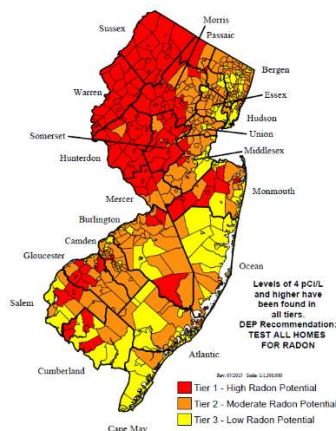 Sussex
Morris
Passaic
Bergen
Warren
Essex
Hudson
Union
Somerset
Middlesex
Hunterdon
Monmouth
Mercer
Burlington
Camden
Ocean
Gloucester
Levels of 4 pCi/L
and higher have
been found in
all tiers.
DEP Recommendation:
TEST ALL HOMES
FOR RADON
Salem
Atlantic
Cumberland
Tier 1 - High Radon Potential
Tier 2 - Moderate Radon Potential
Tier 3 - Low Radon Potential
Cape May